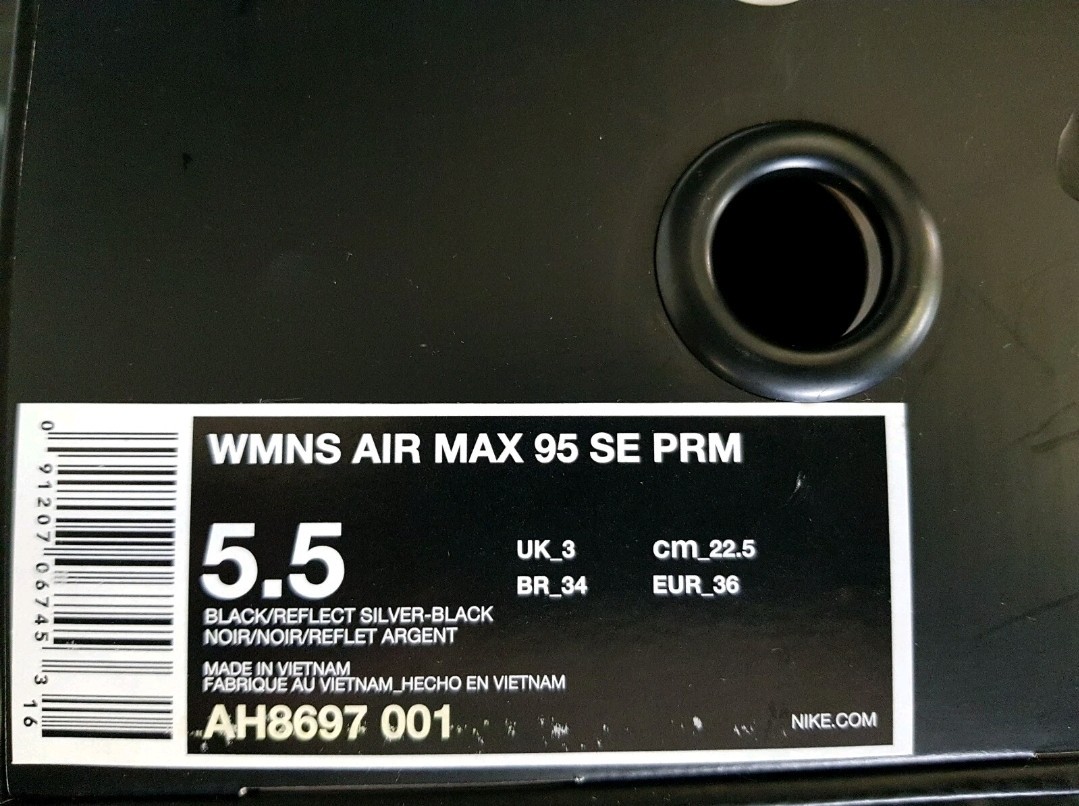 WMNS AIR MAX 95 SE PRM
5.5
UK_3
cm_22.5
BR_34
EUR_36
BLACK/REFLECT SILVER-BLACK
NOIR/NOIR/REFLET ARGENT
MADE IN VIETNAM
FABRIQUE AU VIETNAM_HECHO EN VIETNAM
AH8697 001
NIKE.COM
0 91207 06745 3 16